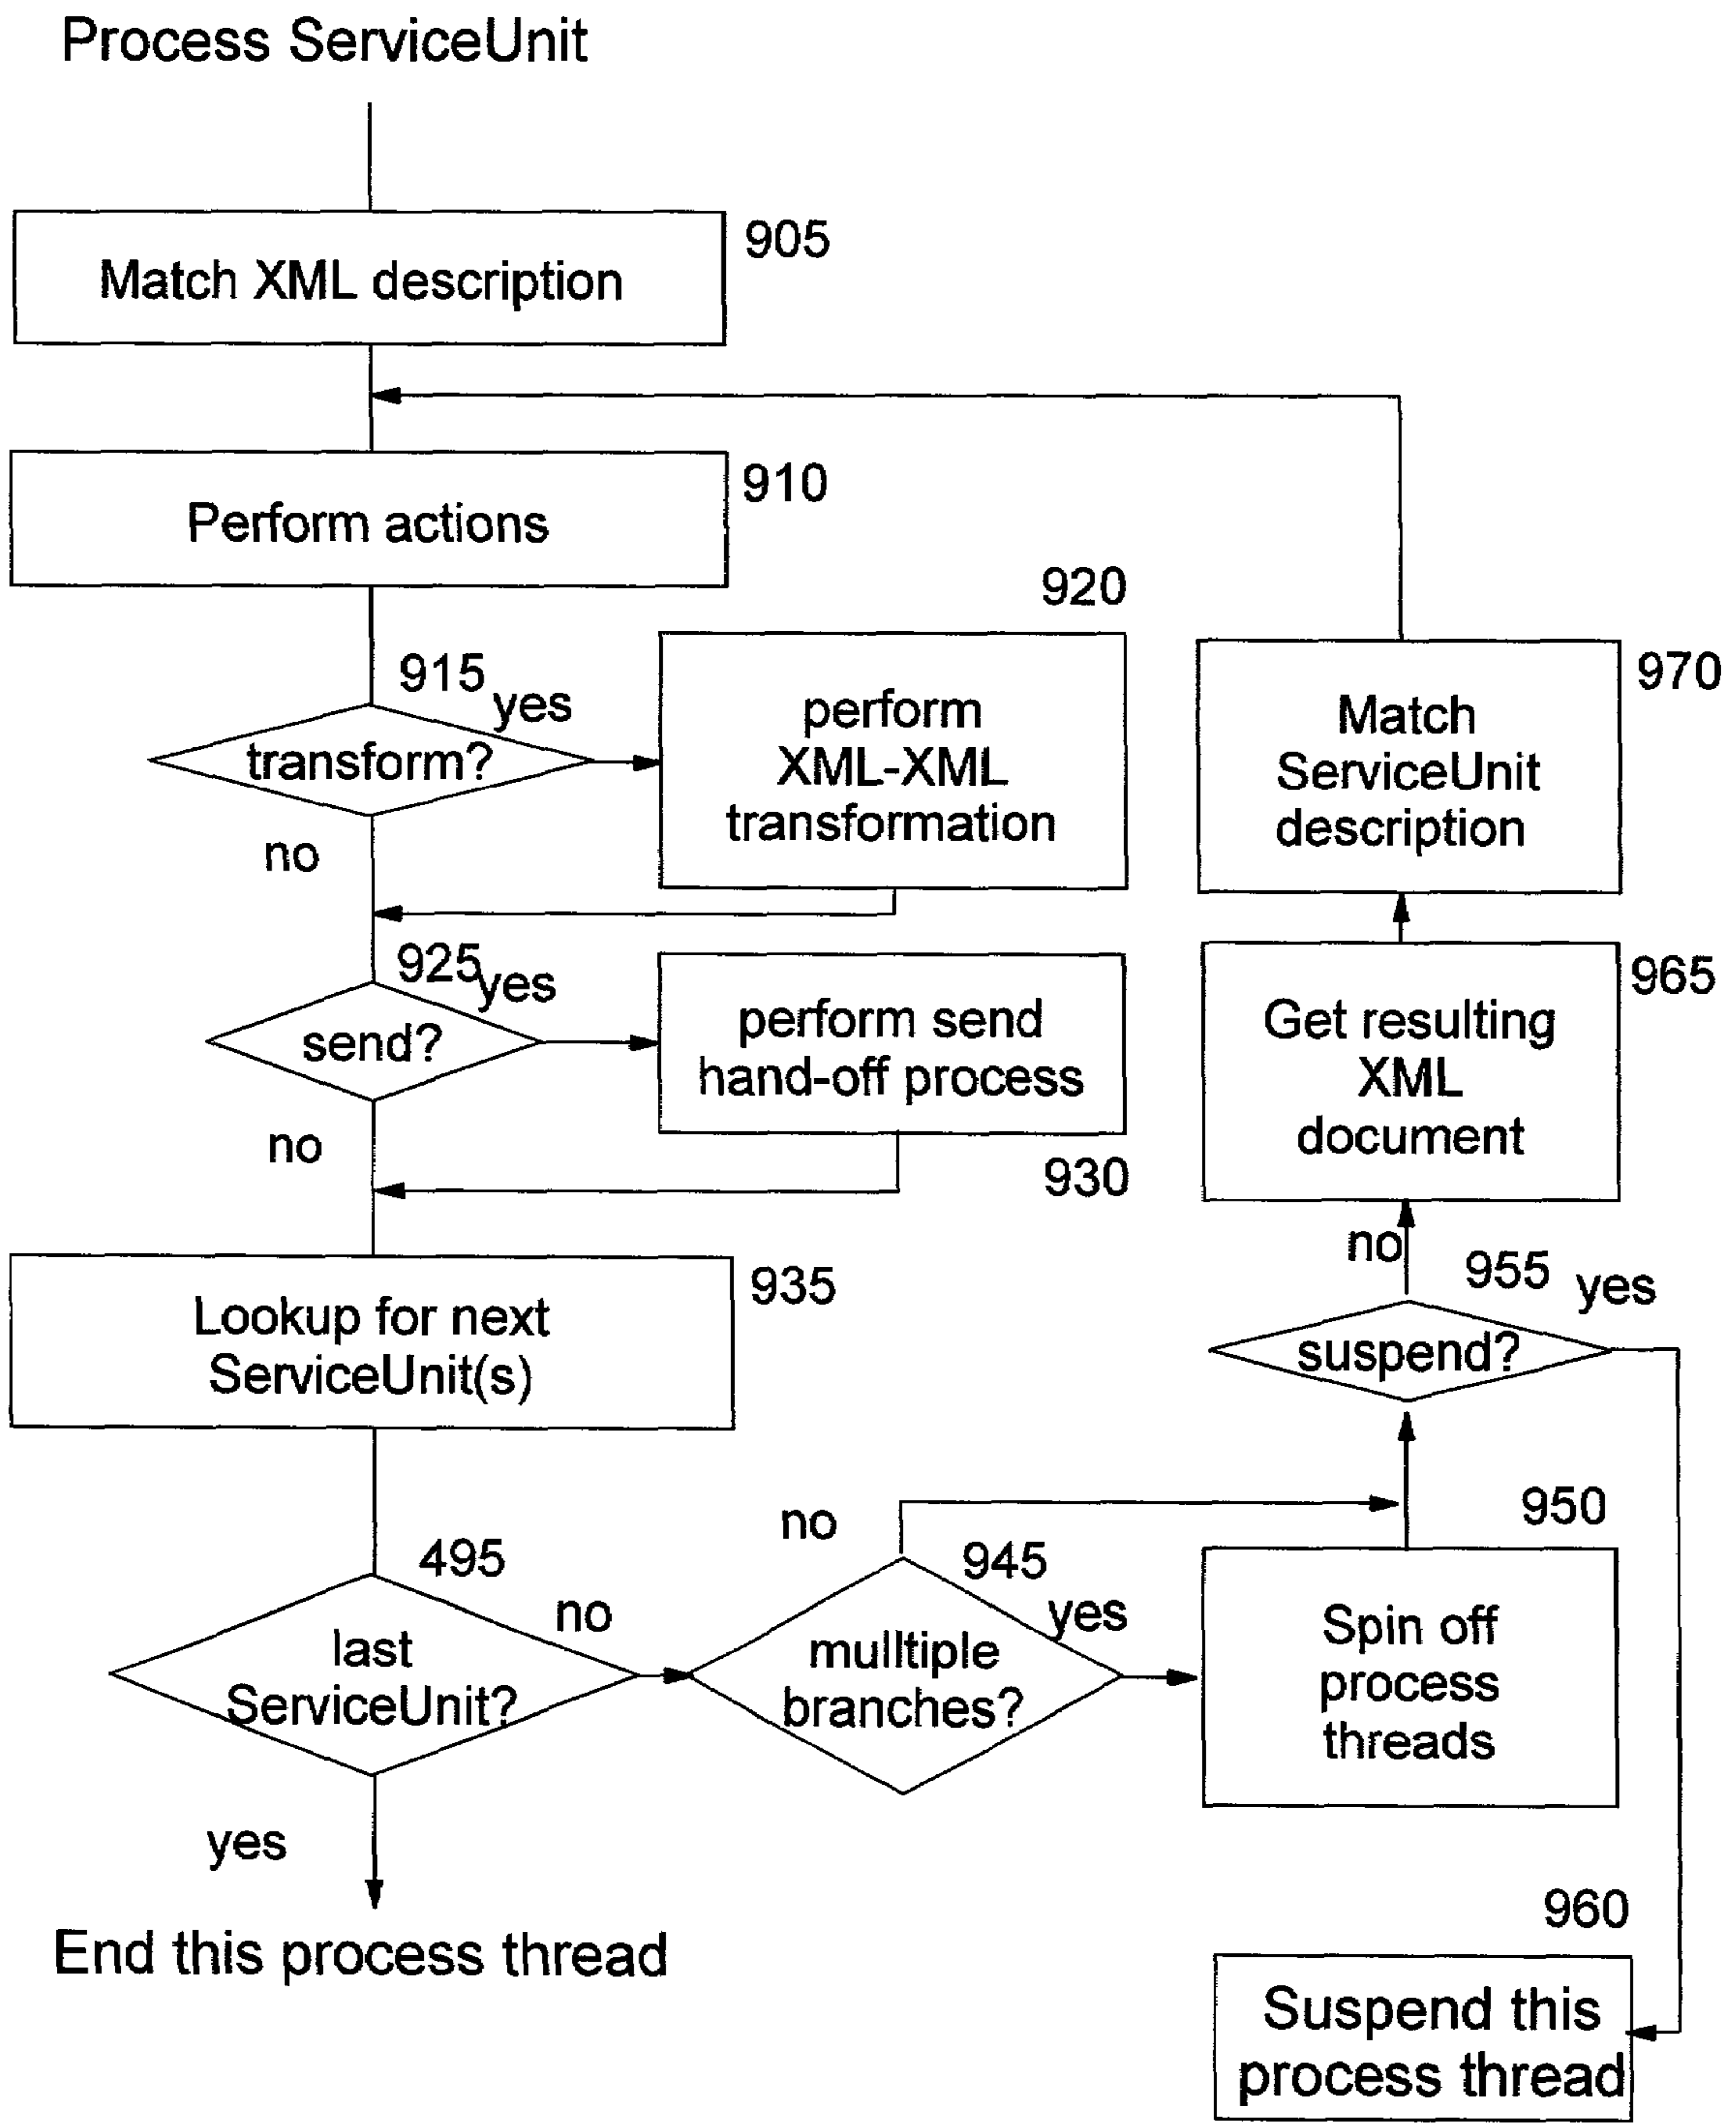 Process ServiceUnit
905
Match XML description
910
Perform actions
920
915
yes
transform?
perform
XML-XML
transformation
970
Match
ServiceUnit
description
no
925
yes
send?
perform send
hand-off process
965
Get resulting
XML
document
no
930
no
955
yes
935
Lookup for next
ServiceUnit(s)
suspend?
no
950
495
no
945
yes
last
ServiceUnit?
mulltiple
branches?
Spin off
process
threads
yes
960
End this process thread
Suspend this
process thread